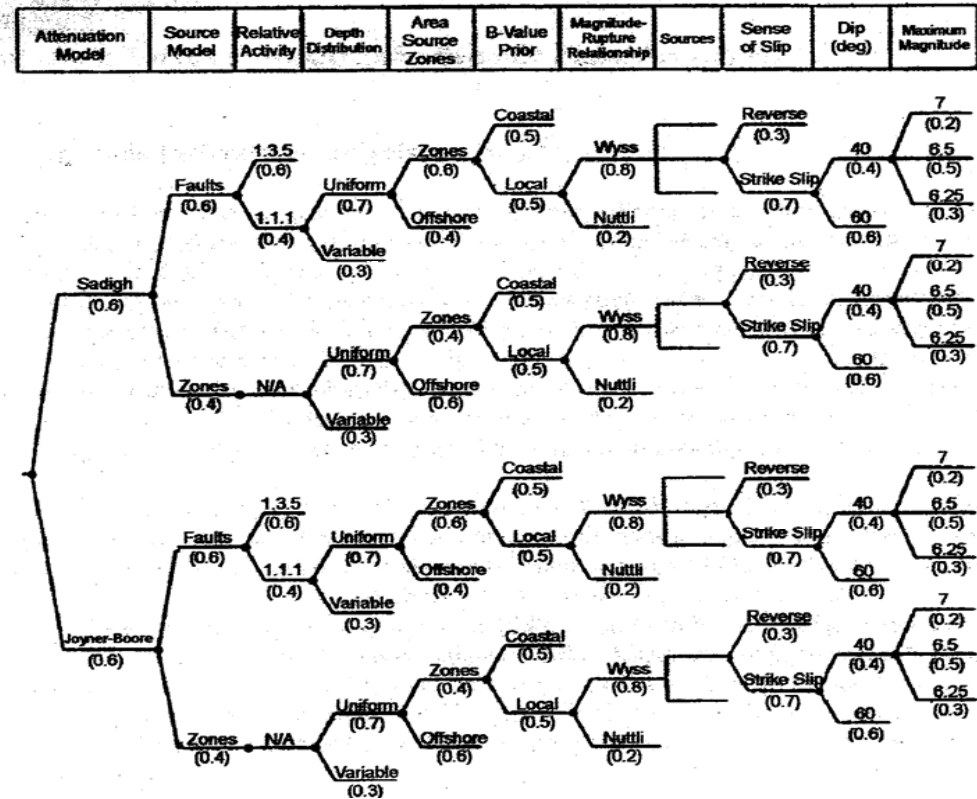 Attenuation Model
Source Model
Relative Activity
Depth Distribution
Area Source Zones
B-Value Prior
Magnitude-Rupture Relationship
Sources
Sense of Slip
Dip (deg)
Maximum Magnitude
Sadigh
(0.6)
Faults
(0.6)
1.3.5
(0.6)
1.1.1
(0.4)
Uniform
(0.7)
Variable
(0.3)
Zones
(0.6)
Offshore
(0.4)
Coastal
(0.5)
Local
(0.5)
Wyss
(0.8)
Nuttli
(0.2)
Reverse
(0.3)
Strike Slip
(0.7)
40
(0.4)
60
(0.6)
7
(0.2)
6.5
(0.5)
6.25
(0.3)
Zones
(0.4)
N/A
Uniform
(0.7)
Variable
(0.3)
Zones
(0.4)
Offshore
(0.6)
Coastal
(0.5)
Local
(0.5)
Wyss
(0.8)
Nuttli
(0.2)
Reverse
(0.3)
Strike Slip
(0.7)
40
(0.4)
60
(0.6)
7
(0.2)
6.5
(0.5)
6.25
(0.3)
Joyner-Boore
(0.6)
Faults
(0.6)
1.3.5
(0.6)
1.1.1
(0.4)
Uniform
(0.7)
Variable
(0.3)
Zones
(0.6)
Offshore
(0.4)
Coastal
(0.5)
Local
(0.5)
Wyss
(0.8)
Nuttli
(0.2)
Reverse
(0.3)
Strike Slip
(0.7)
40
(0.4)
60
(0.6)
7
(0.2)
6.5
(0.5)
6.25
(0.3)
Zones
(0.4)
N/A
Uniform
(0.7)
Variable
(0.3)
Zones
(0.4)
Offshore
(0.6)
Coastal
(0.5)
Local
(0.5)
Wyss
(0.8)
Nuttli
(0.2)
Reverse
(0.3)
Strike Slip
(0.7)
40
(0.4)
60
(0.6)
7
(0.2)
6.5
(0.5)
6.25
(0.3)